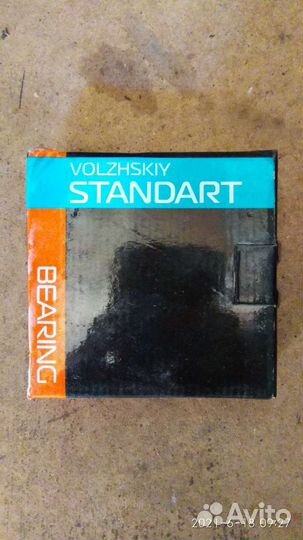 VOLZHSKIY
STANDART
BEARING
2021-6-18 09:27
Avito